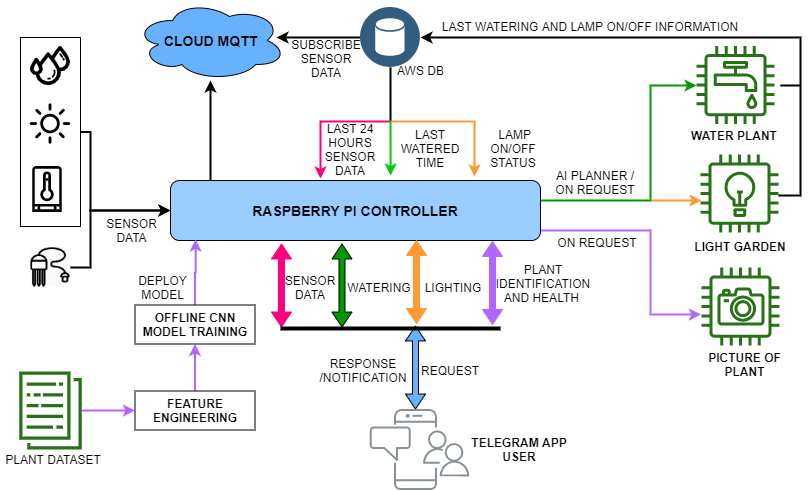 CLOUD MQTT
SUBSCRIBE
SENSOR
DATA
AWS DB
LAST WATERING AND LAMP ON/OFF INFORMATION
WATER PLANT
LAST 24
HOURS
SENSOR
DATA
LAST
WATERED
TIME
LAMP
ON/OFF
STATUS
AI PLANNER /
ON REQUEST
SENSOR
DATA
RASPBERRY PI CONTROLLER
LIGHT GARDEN
ON REQUEST
DEPLOY
MODEL
SENSOR
DATA
WATERING
LIGHTING
PLANT
IDENTIFICATION
AND HEALTH
OFFLINE CNN
MODEL TRAINING
PICTURE OF
PLANT
RESPONSE
/NOTIFICATION
REQUEST
FEATURE
ENGINEERING
PLANT DATASET
TELEGRAM APP
USER